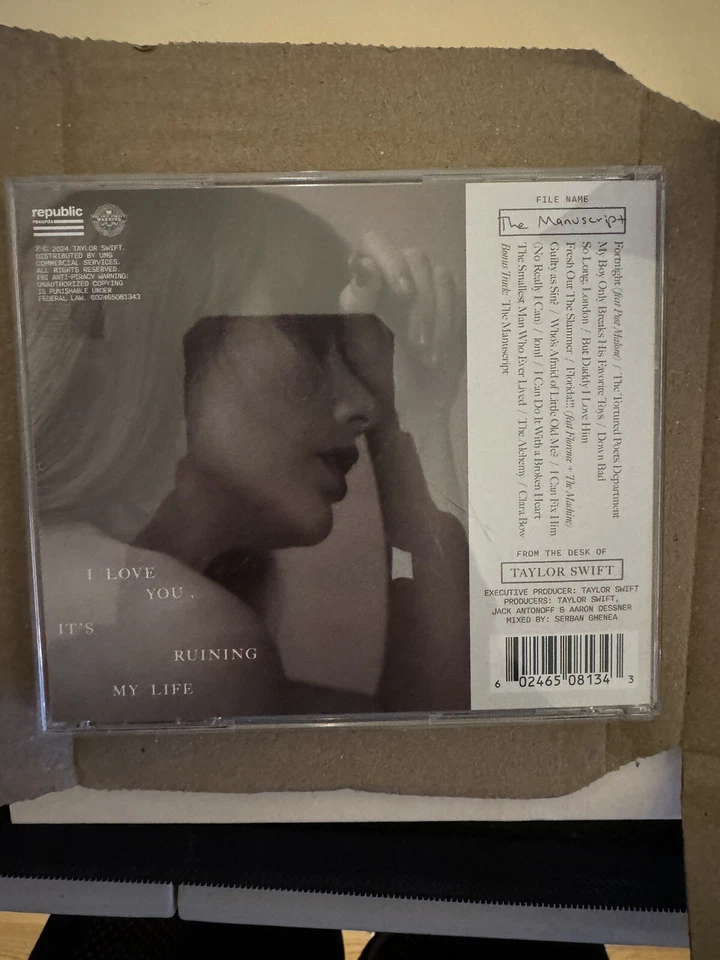 republic
records
℗© 2024 TAYLOR SWIFT.
DISTRIBUTED BY UMG
COMMERCIAL SERVICES.
ALL RIGHTS RESERVED.
FBI ANTI-PIRACY WARNING:
UNAUTHORIZED COPYING
IS PUNISHABLE UNDER
FEDERAL LAW. 602465081343
I LOVE
YOU,
IT'S
RUINING
MY LIFE
FILE NAME
The Manuscript
Fortnight (feat Post Malone) / The Tortured Poets Department
My Boy Only Breaks His Favorite Toys / Down Bad
So Long, London / But Daddy I Love Him
Fresh Out The Slammer / Florida!!! (feat Florence + The Machine)
Guilty as Sin? / Who's Afraid of Little Old Me? / I Can Fix Him
(No Really I Can) / loml / I Can Do It With a Broken Heart
The Smallest Man Who Ever Lived / The Alchemy / Clara Bow
Bonus Track: The Manuscript
FROM THE DESK OF
TAYLOR SWIFT
EXECUTIVE PRODUCER: TAYLOR SWIFT
PRODUCERS: TAYLOR SWIFT,
JACK ANTONOFF & AARON DESSNER
MIXED BY: SERBAN GHENEA
6 02465 08134 3